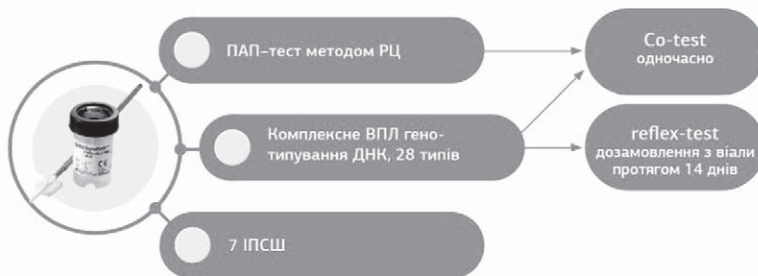 ПАП-тест методом РЦ
Co-test
одночасно
Комплексне ВПЛ гено-
типування ДНК, 28 типів
reflex-test
дозамовлення з віали
протягом 14 днів
7 ІПСШ